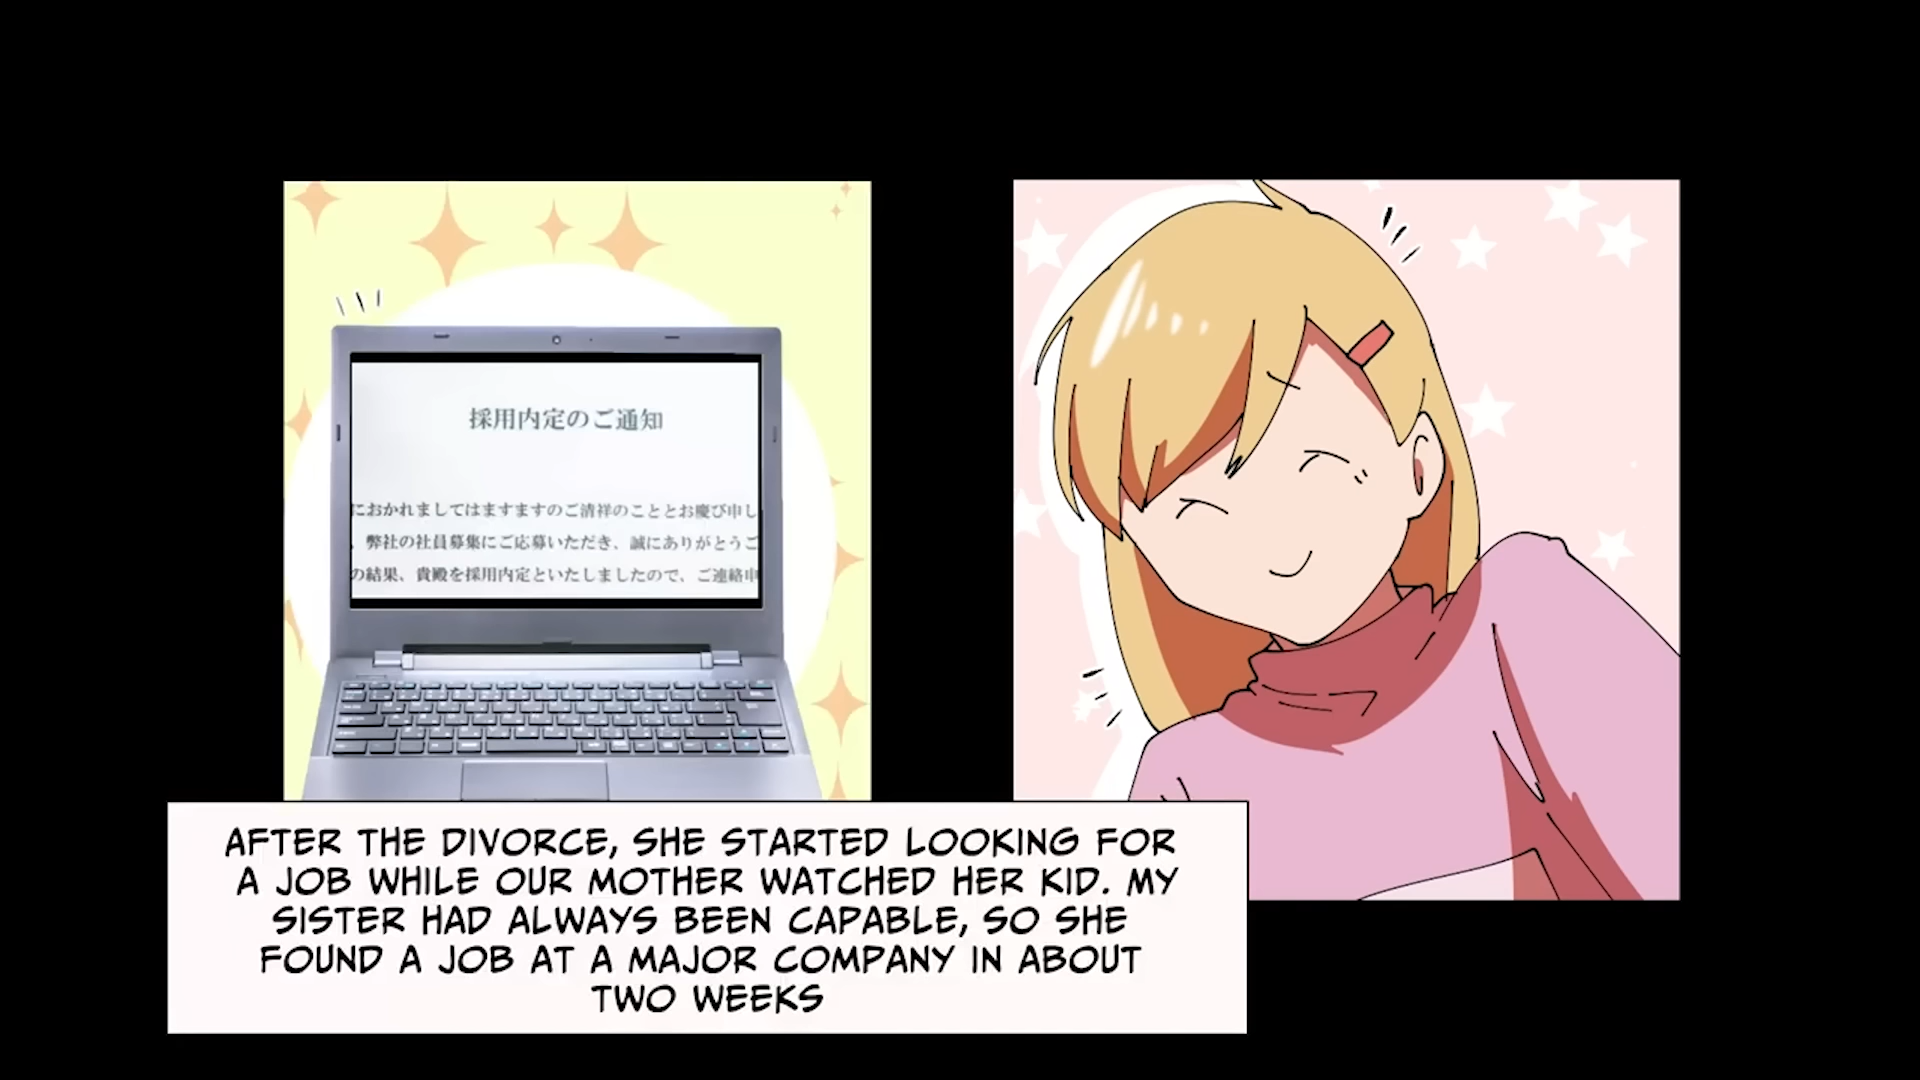 採用内定のご通知
におかれましてはますますのご清祥のこととお慶び申し
、弊社の社員募集にご応募いただき、誠にありがとうご
の結果、貴殿を採用内定といたしましたので、ご連絡申
AFTER THE DIVORCE, SHE STARTED LOOKING FOR
A JOB WHILE OUR MOTHER WATCHED HER KID. MY
SISTER HAD ALWAYS BEEN CAPABLE, SO SHE
FOUND A JOB AT A MAJOR COMPANY IN ABOUT
TWO WEEKS